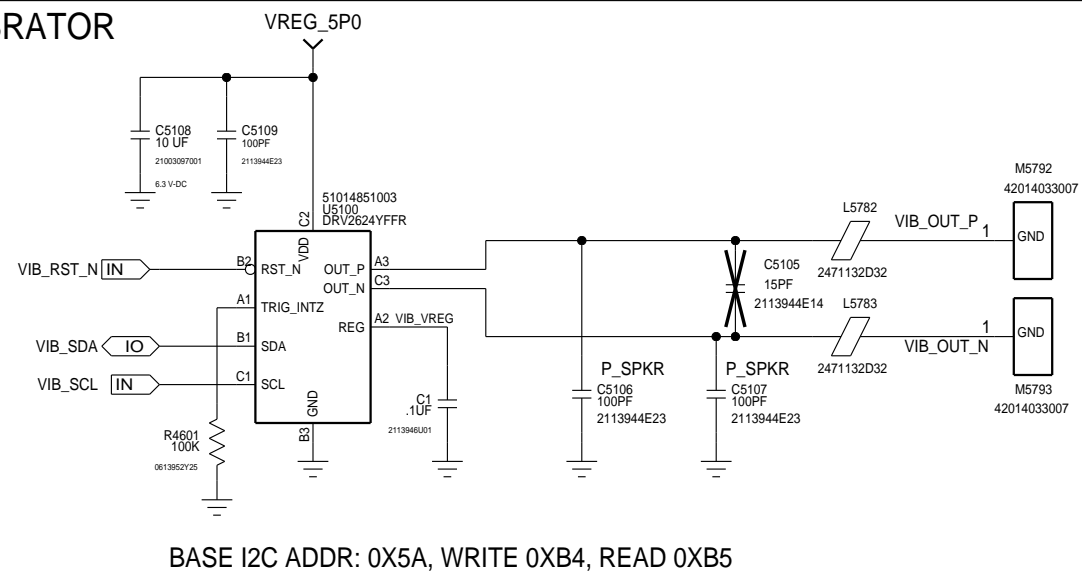 BRATOR
VREG_5P0
C5108
10 UF
21003097001
6.3 V-DC
C5109
100PF
2113944E23
51014851003
U5100
DRV2624YFFR
C2
VDD
VIB_RST_N
IN
B2
RST_N
A1
TRIG_INTZ
VIB_SDA
IO
B1
SDA
VIB_SCL
IN
C1
SCL
OUT_P
A3
OUT_N
C3
REG
A2
VIB_VREG
GND
B3
R4601
100K
0613952Y25
C1
.1UF
2113946U01
C5105
15PF
2113944E14
P_SPKR
C5106
100PF
2113944E23
P_SPKR
C5107
100PF
2113944E23
L5782
2471132D32
VIB_OUT_P
1
M5792
42014033007
GND
L5783
2471132D32
VIB_OUT_N
1
GND
M5793
42014033007
BASE I2C ADDR: 0X5A, WRITE 0XB4, READ 0XB5